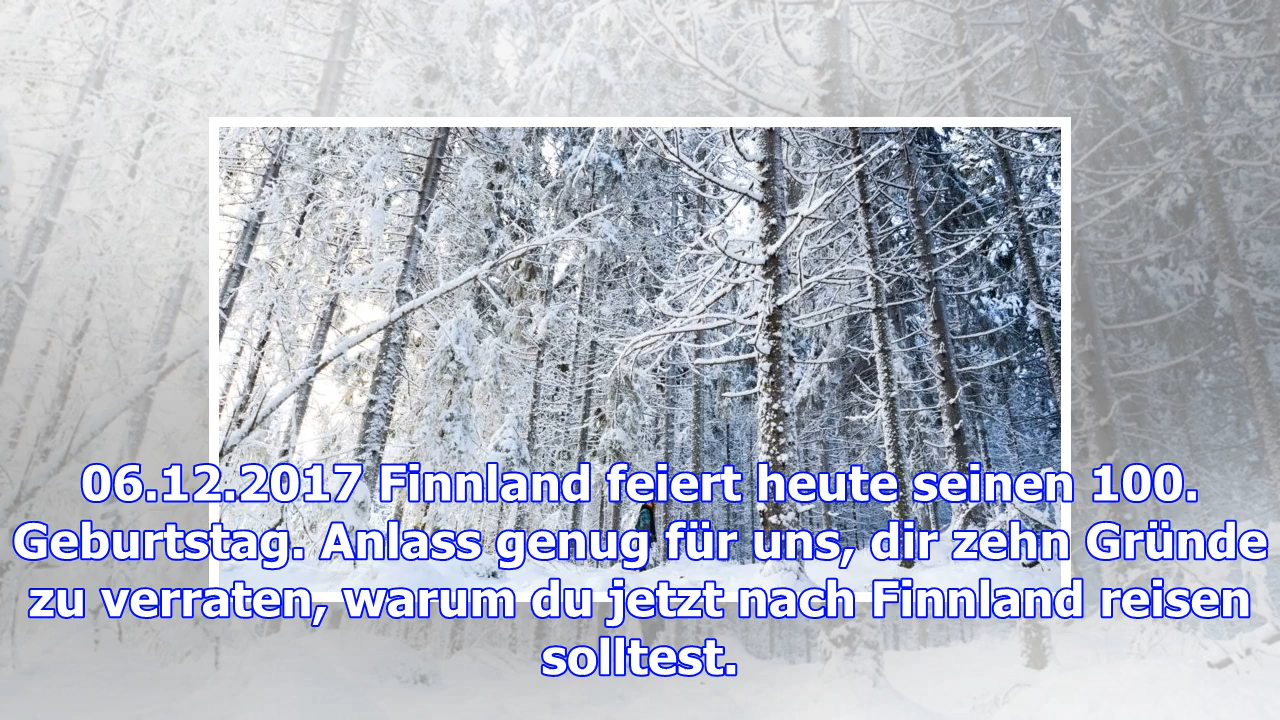 06.12.2017 Finnland feiert heute seinen 100.
Geburtstag. Anlass genug für uns, dir zehn Gründe
zu verraten, warum du jetzt nach Finnland reisen
solltest.